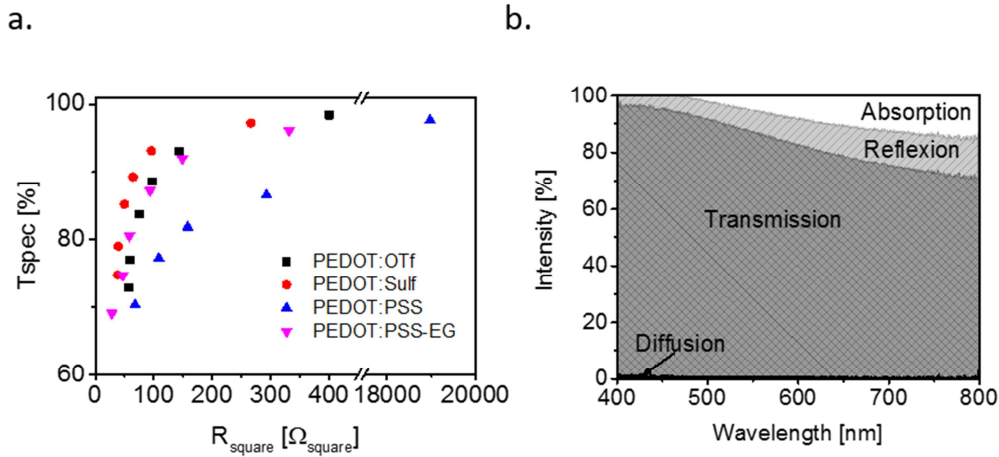 a.
100
80
60
Tspec [%]
PEDOT:OTf
PEDOT:Sulf
PEDOT:PSS
PEDOT:PSS-EG
0 100 200 300 400 18000 20000
Rsquare [Ωsquare]
b.
100
80
60
40
20
0
Intensity [%]
Absorption
Reflexion
Transmission
Diffusion
400 500 600 700 800
Wavelength [nm]